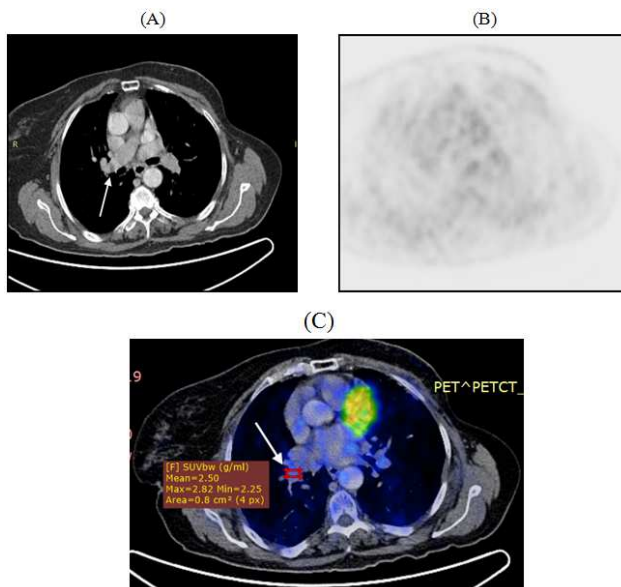 (A)
(B)
R
(C)
19
PET^PETCT_
[F] SUVbw (g/ml)
Mean=2.50
Max=2.82 Min=2.25
Area=0.8 cm² (4 px)